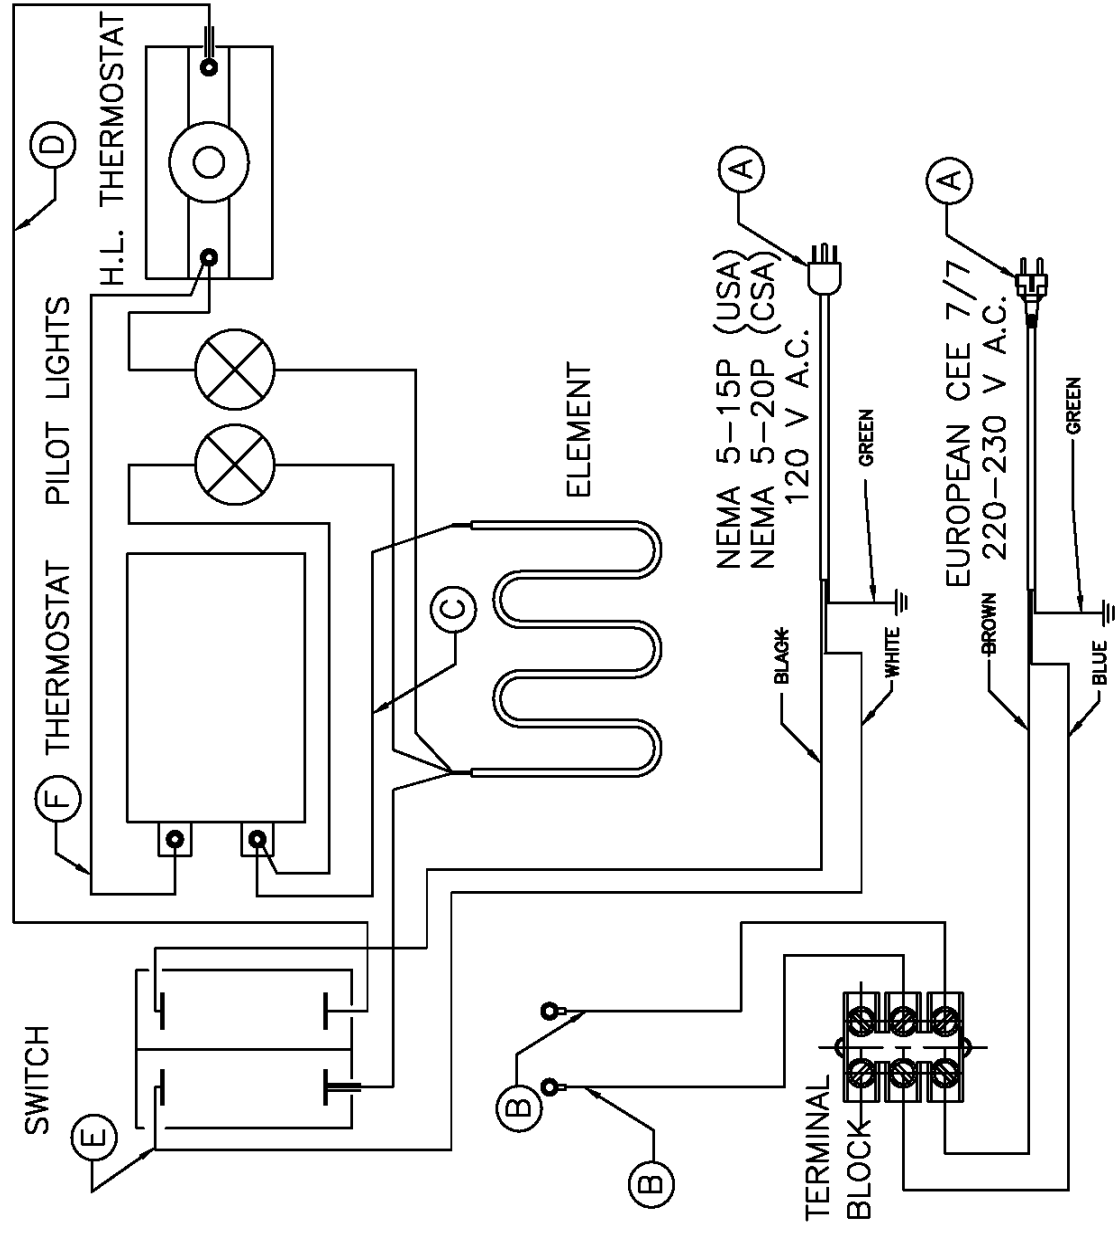 SWITCH
E
F
THERMOSTAT
PILOT LIGHTS
H.L. THERMOSTAT
D
C
ELEMENT
B
B
NEMA 5-15P (USA)
NEMA 5-20P (CSA)
120 V A.C.
A
BLACK
WHITE
GREEN
EUROPEAN CEE 7/7
220-230 V A.C.
A
BROWN
BLUE
GREEN
TERMINAL
BLOCK